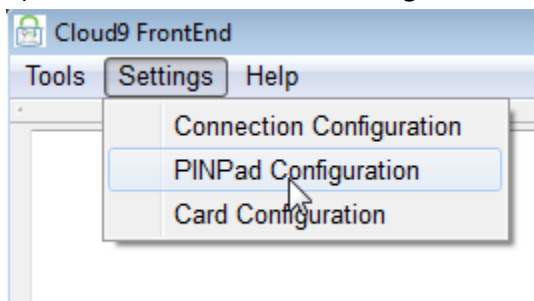 Cloud9 FrontEnd
Tools Settings Help
Connection Configuration
PINPad Configuration
Card Configuration